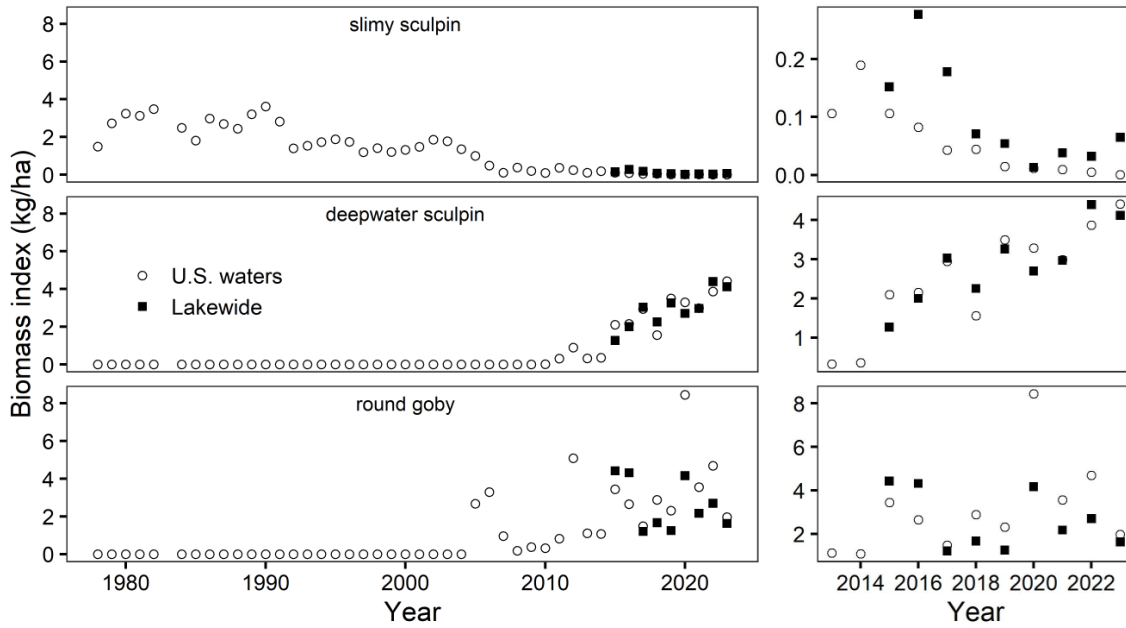 Biomass index (kg/ha)
slimy sculpin
8
6
4
2
0
0.2
0.1
0.0
deepwater sculpin
U.S. waters
Lakewide
8
6
4
2
0
4
3
2
1
round goby
8
6
4
2
0
8
6
4
2
1980 1990 2000 2010 2020
Year
2014 2016 2018 2020 2022
Year